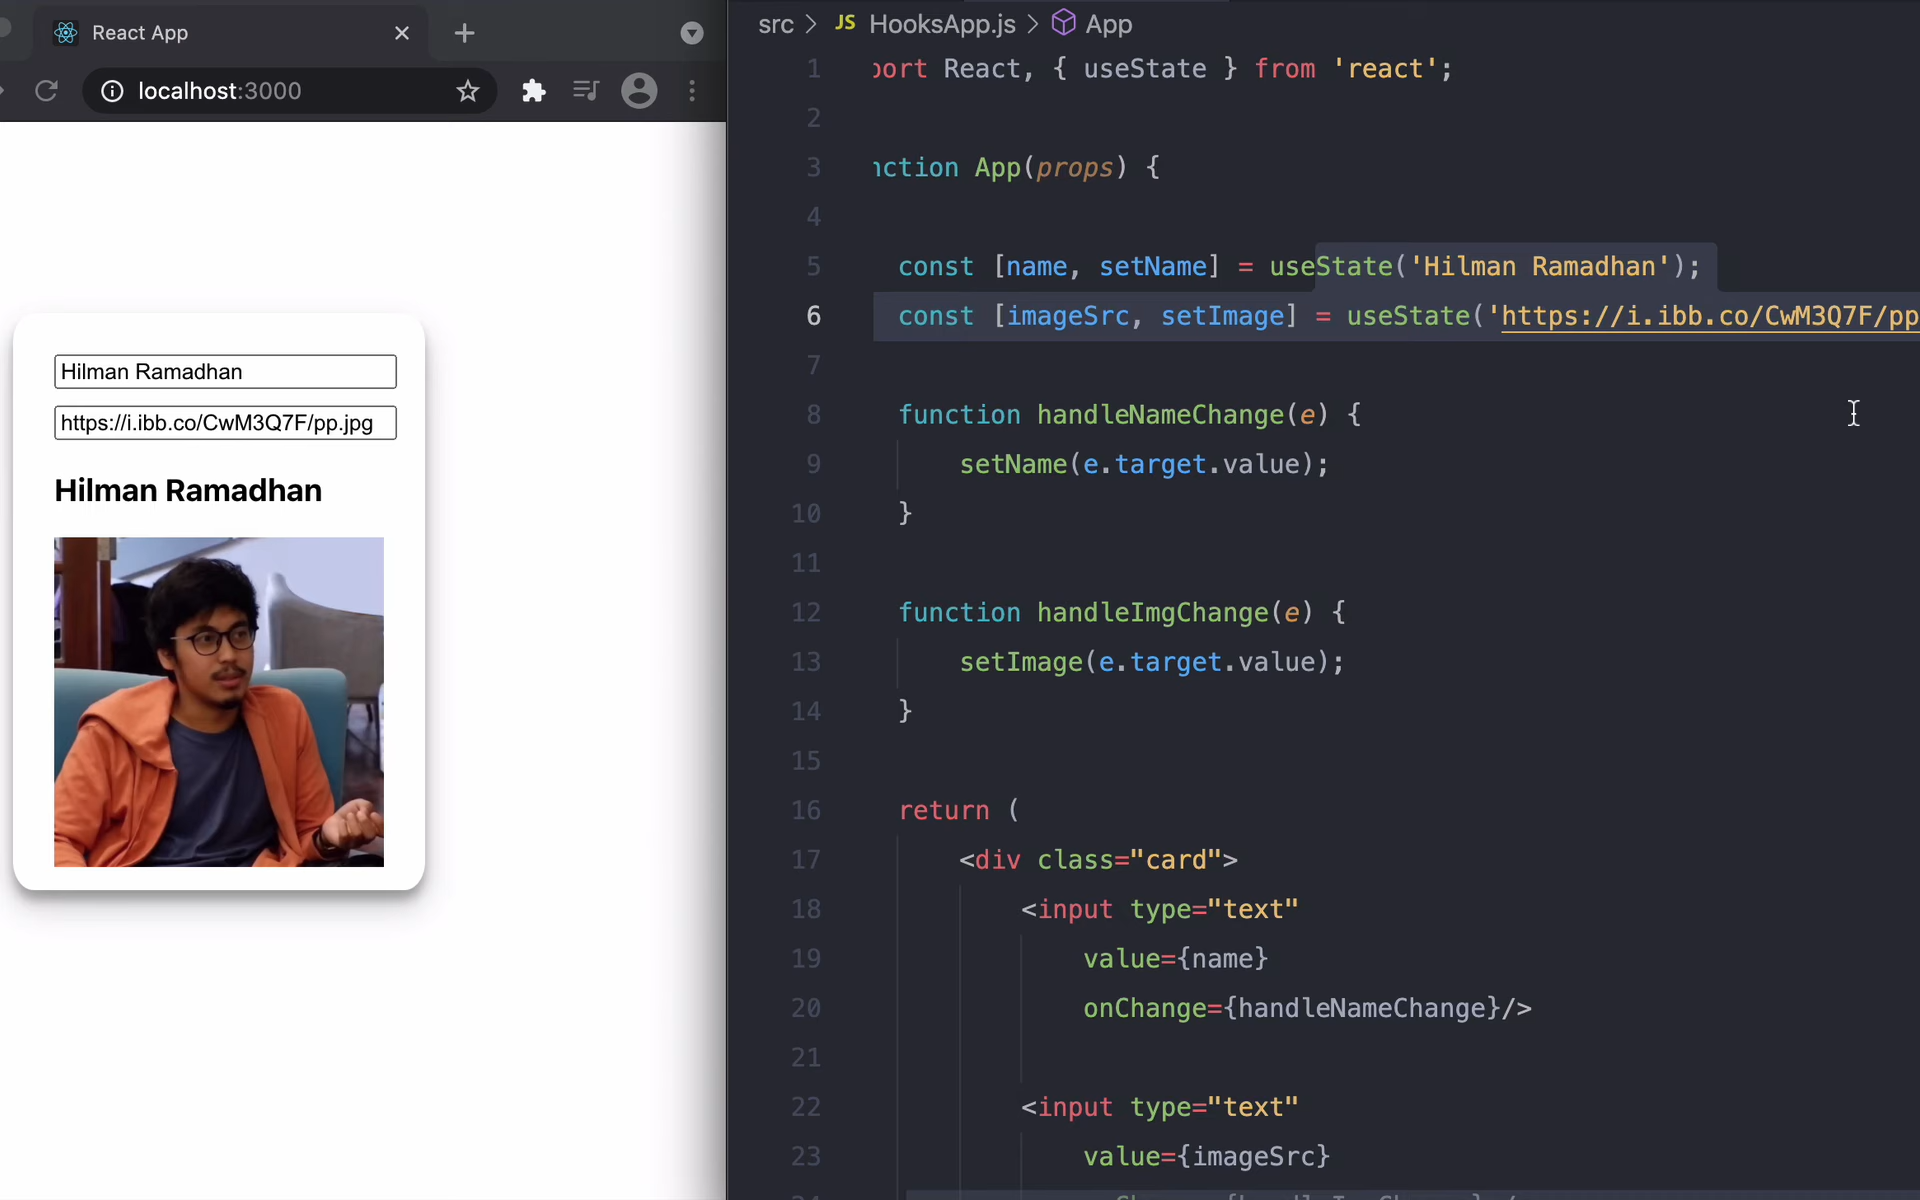 React App
localhost:3000
Hilman Ramadhan
https://i.ibb.co/CwM3Q7F/pp.jpg
Hilman Ramadhan
src > JS HooksApp.js > App
1 port React, { useState } from 'react';
2
3 nction App(props) {
4
5 const [name, setName] = useState('Hilman Ramadhan');
6 const [imageSrc, setImage] = useState('https://i.ibb.co/CwM3Q7F/pp
7
8 function handleNameChange(e) {
9 setName(e.target.value);
10 }
11
12 function handleImgChange(e) {
13 setImage(e.target.value);
14 }
15
16 return (
17 <div class="card">
18 <input type="text"
19 value={name}
20 onChange={handleNameChange}/>
21
22 <input type="text"
23 value={imageSrc}